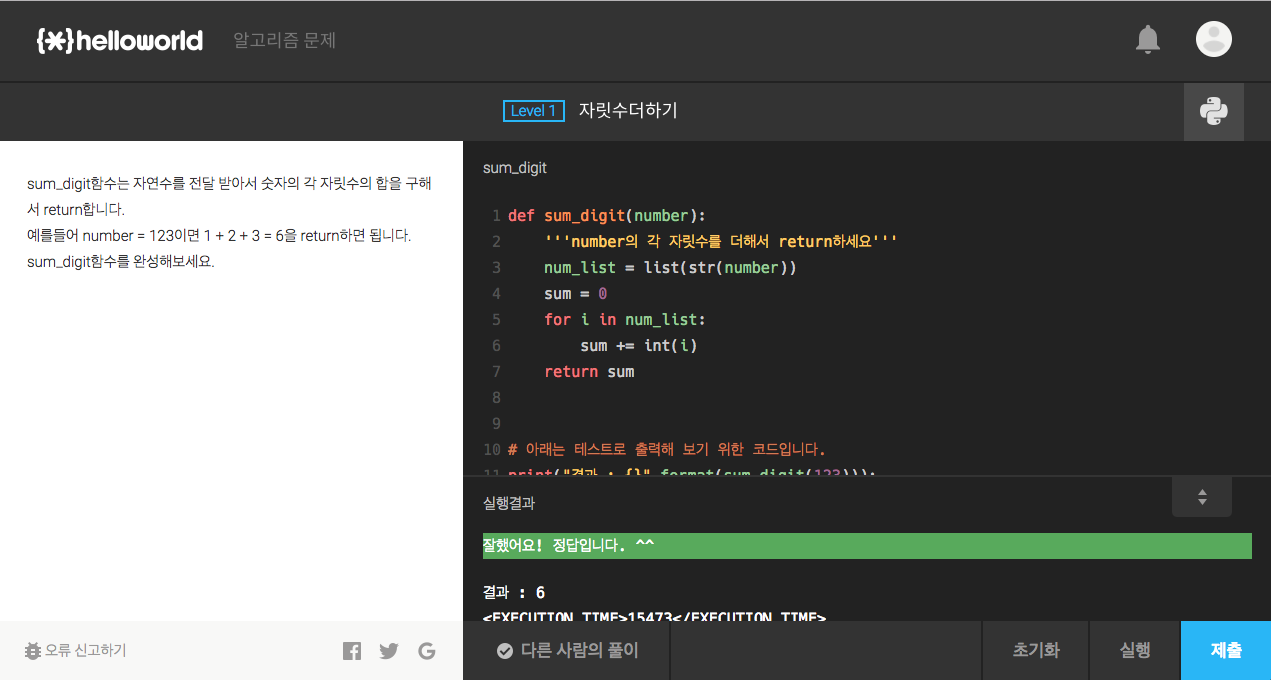 {*}helloworld 알고리즘 문제
Level 1 자릿수더하기
sum_digit함수는 자연수를 전달 받아서 숫자의 각 자릿수의 합을 구해
서 return합니다.
예를들어 number = 123이면 1 + 2 + 3 = 6을 return하면 됩니다.
sum_digit함수를 완성해보세요.
sum_digit
1 def sum_digit(number):
2     '''number의 각 자릿수를 더해서 return하세요'''
3     num_list = list(str(number))
4     sum = 0
5     for i in num_list:
6         sum += int(i)
7     return sum
8
9
10 # 아래는 테스트로 출력해 보기 위한 코드입니다.
11 print("결과 : {}".format(sum_digit(123)));
실행결과
잘했어요! 정답입니다. ^^
결과 : 6
<EXECUTION_TIME>15473</EXECUTION_TIME>
오류 신고하기
다른 사람의 풀이
초기화 실행 제출